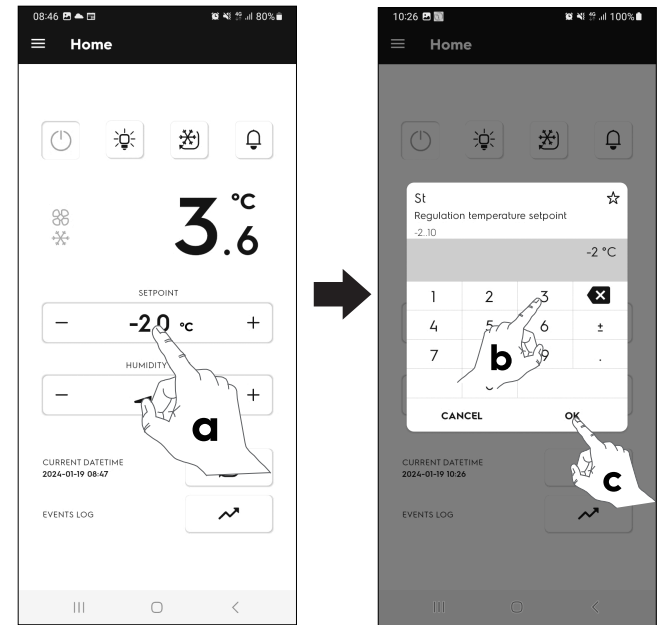 08:46 4G 80%
Home
3.6 °C
SETPOINT
− -2.0 °C +
HUMIDITY
− +
a
CURRENT DATETIME
2024-01-19 08:47
EVENTS LOG
10:26 4G 100%
Home
St
Regulation temperature setpoint
-2..10
-2 °C
1 2 3
4 5 6 ±
7 9 .
b
CANCEL OK
c
CURRENT DATETIME
2024-01-19 10:26
EVENTS LOG